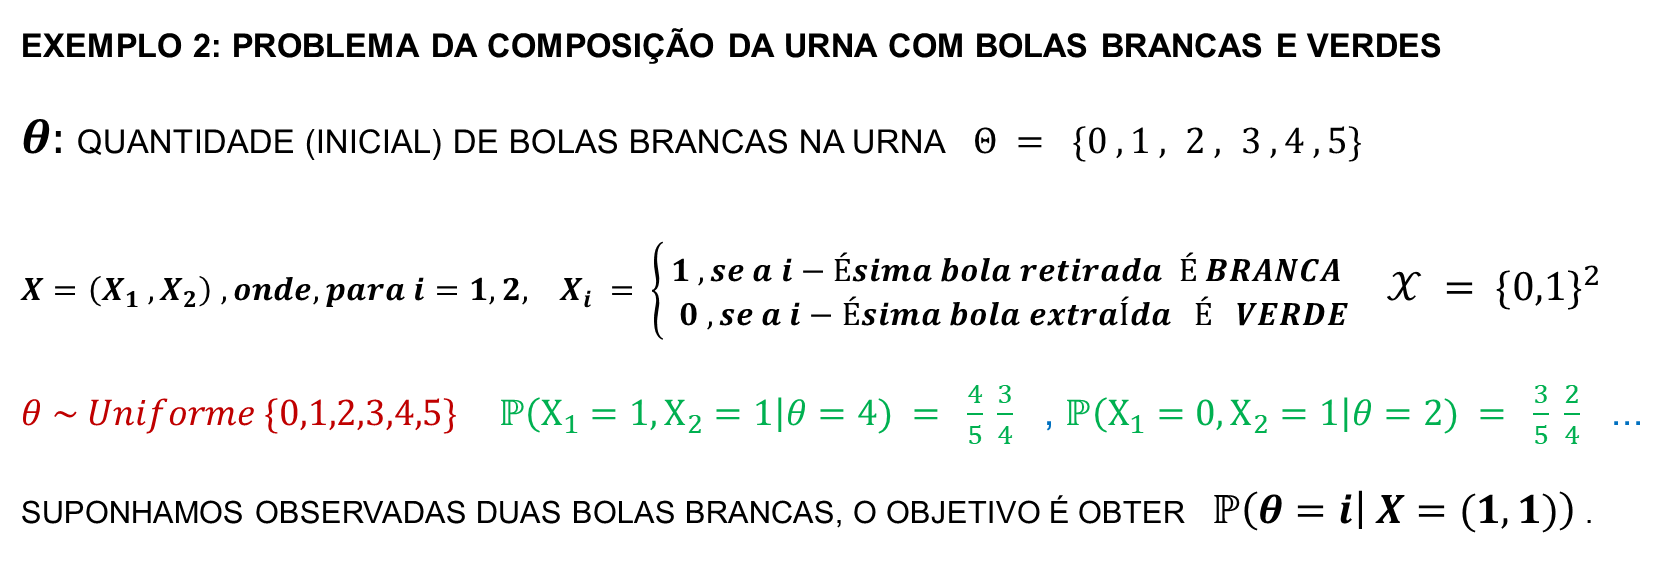 EXEMPLO 2: PROBLEMA DA COMPOSIÇÃO DA URNA COM BOLAS BRANCAS E VERDES
θ: QUANTIDADE (INICIAL) DE BOLAS BRANCAS NA URNA Θ = {0 ,1 , 2 , 3 ,4 ,5}
X = (X₁ ,X₂) ,onde,para i = 1,2, Xᵢ = { 1 ,se a i − Ésima bola retirada É BRANCA
0 ,se a i − Ésima bola extraÍda É VERDE 𝒳 = {0,1}²
θ ~ Uniforme {0,1,2,3,4,5} ℙ(X₁ = 1,X₂ = 1|θ = 4) = 4/5 3/4 , ℙ(X₁ = 0,X₂ = 1|θ = 2) = 3/5 2/4 ...
SUPONHAMOS OBSERVADAS DUAS BOLAS BRANCAS, O OBJETIVO É OBTER ℙ(θ = i| X = (1,1)) .